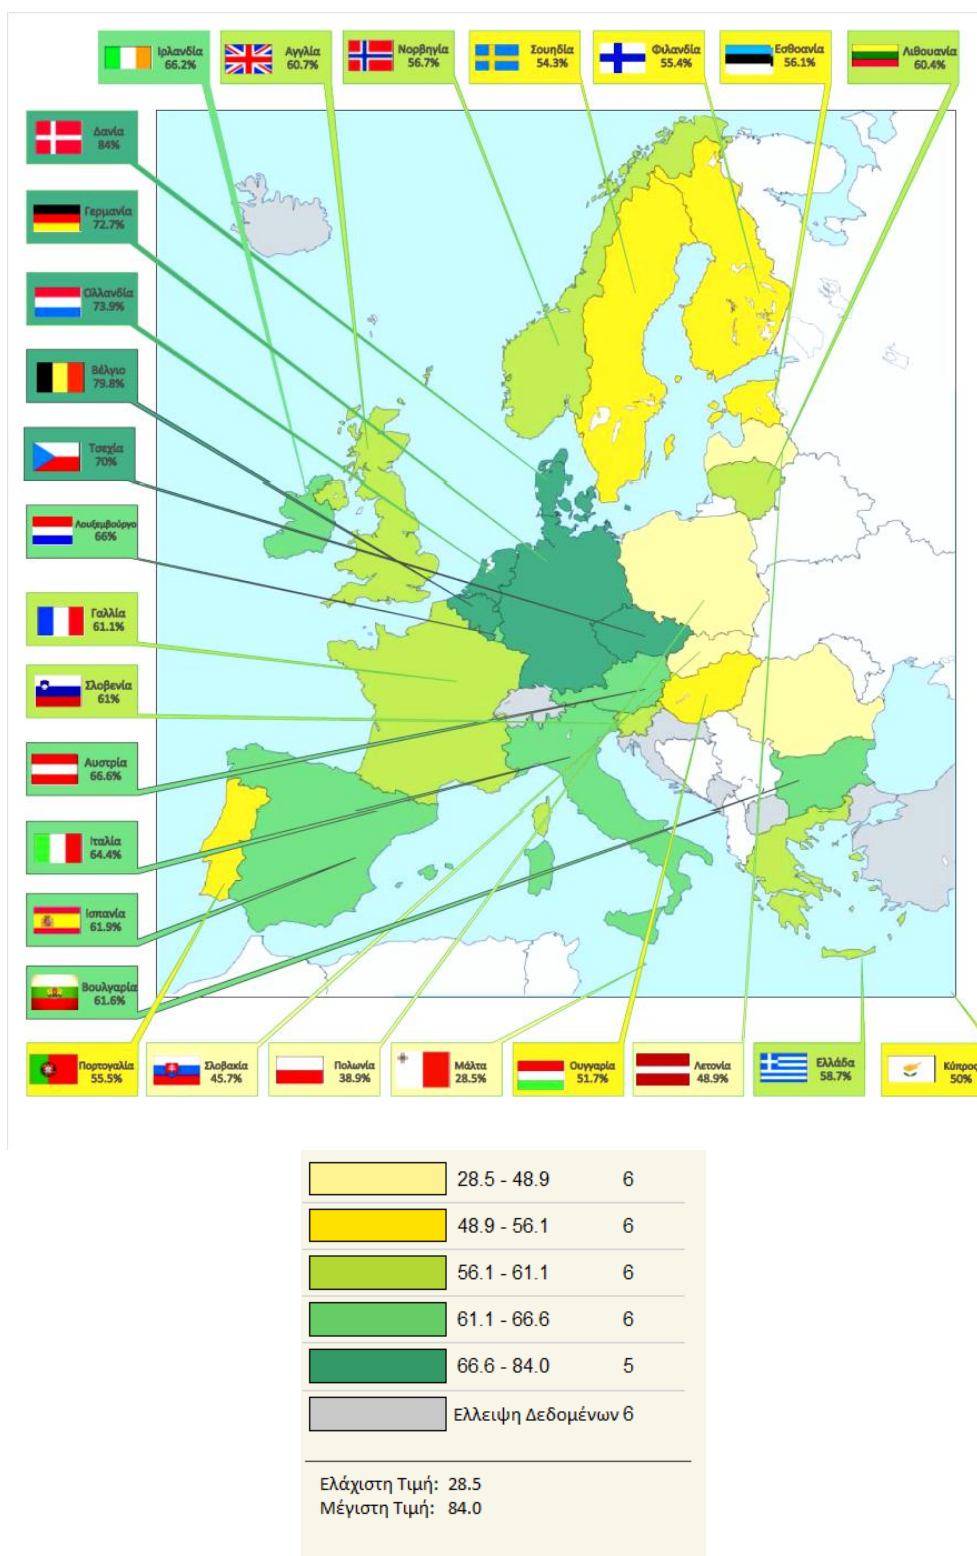 Ιρλανδία
66.2%
Αγγλία
60.7%
Νορβηγία
56.7%
Σουηδία
54.3%
Φιλανδία
55.4%
Εσθοανία
56.1%
Λιθουανία
60.4%
Δανία
84%
Γερμανία
72.7%
Ολλανδία
73.9%
Βέλγιο
79.8%
Τσεχία
70%
Λουξεμβούργο
66%
Γαλλία
61.1%
Σλοβενία
61%
Αυστρία
66.6%
Ιταλία
64.4%
Ισπανία
61.9%
Βουλγαρία
61.6%
Πορτογαλία
55.5%
Σλοβακία
45.7%
Πολωνία
38.9%
Μάλτα
28.5%
Ουγγαρία
51.7%
Λετονία
48.9%
Ελλάδα
58.7%
Κύπρος
50%
28.5 - 48.9 6
48.9 - 56.1 6
56.1 - 61.1 6
61.1 - 66.6 6
66.6 - 84.0 5
Ελλειψη Δεδομένων 6
Ελάχιστη Τιμή: 28.5
Μέγιστη Τιμή: 84.0